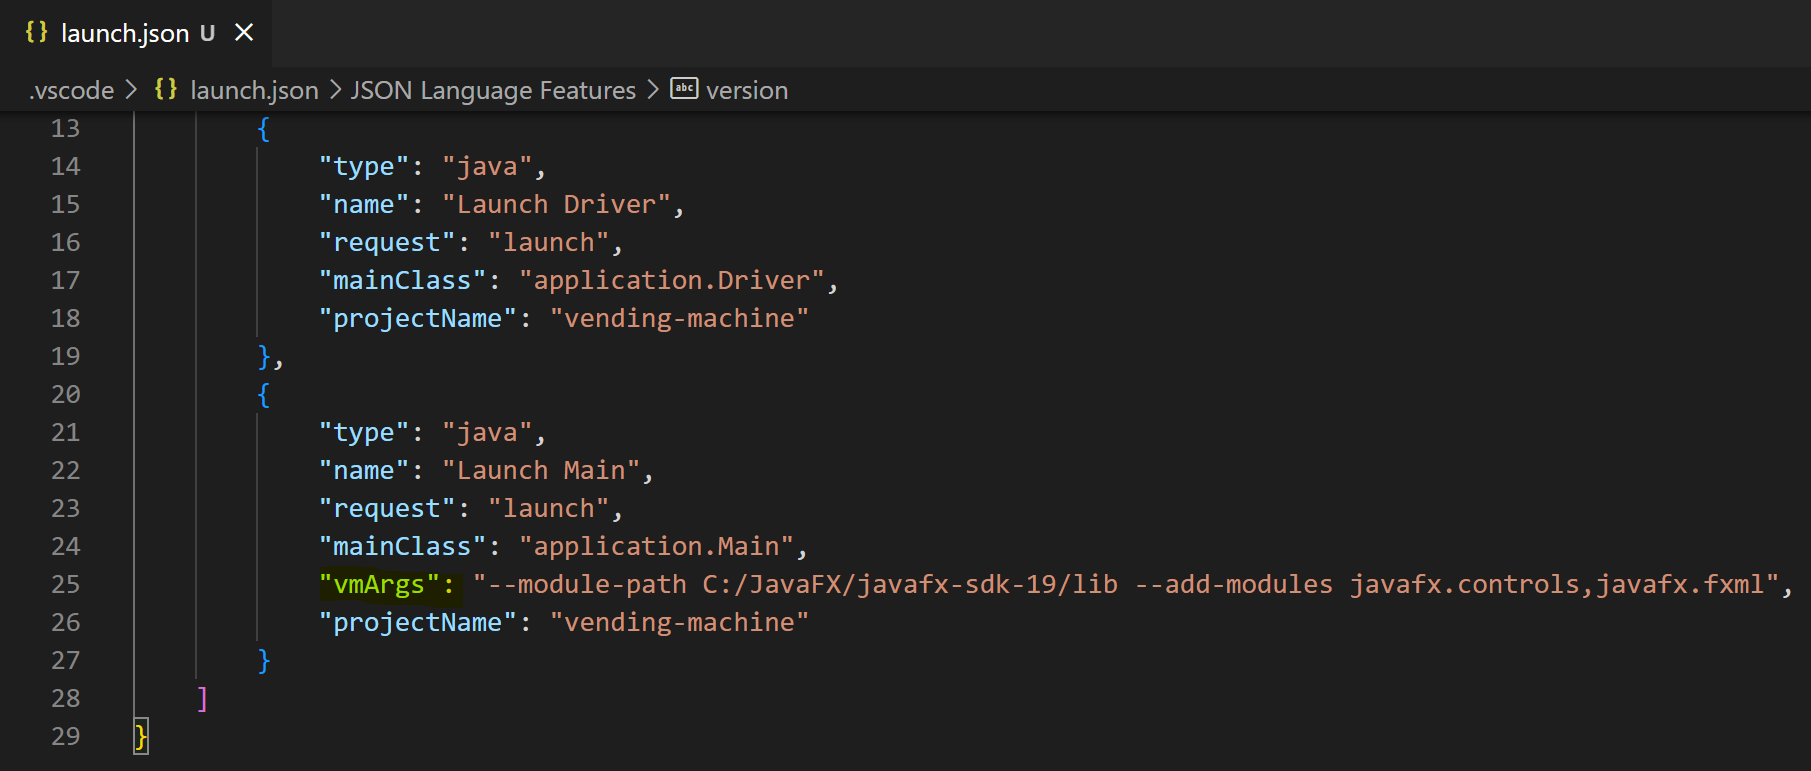 launch.json U
.vscode > launch.json > JSON Language Features > abc version
13 {
14 "type": "java",
15 "name": "Launch Driver",
16 "request": "launch",
17 "mainClass": "application.Driver",
18 "projectName": "vending-machine"
19 },
20 {
21 "type": "java",
22 "name": "Launch Main",
23 "request": "launch",
24 "mainClass": "application.Main",
25 "vmArgs": "--module-path C:/JavaFX/javafx-sdk-19/lib --add-modules javafx.controls,javafx.fxml",
26 "projectName": "vending-machine"
27 }
28 ]
29 }